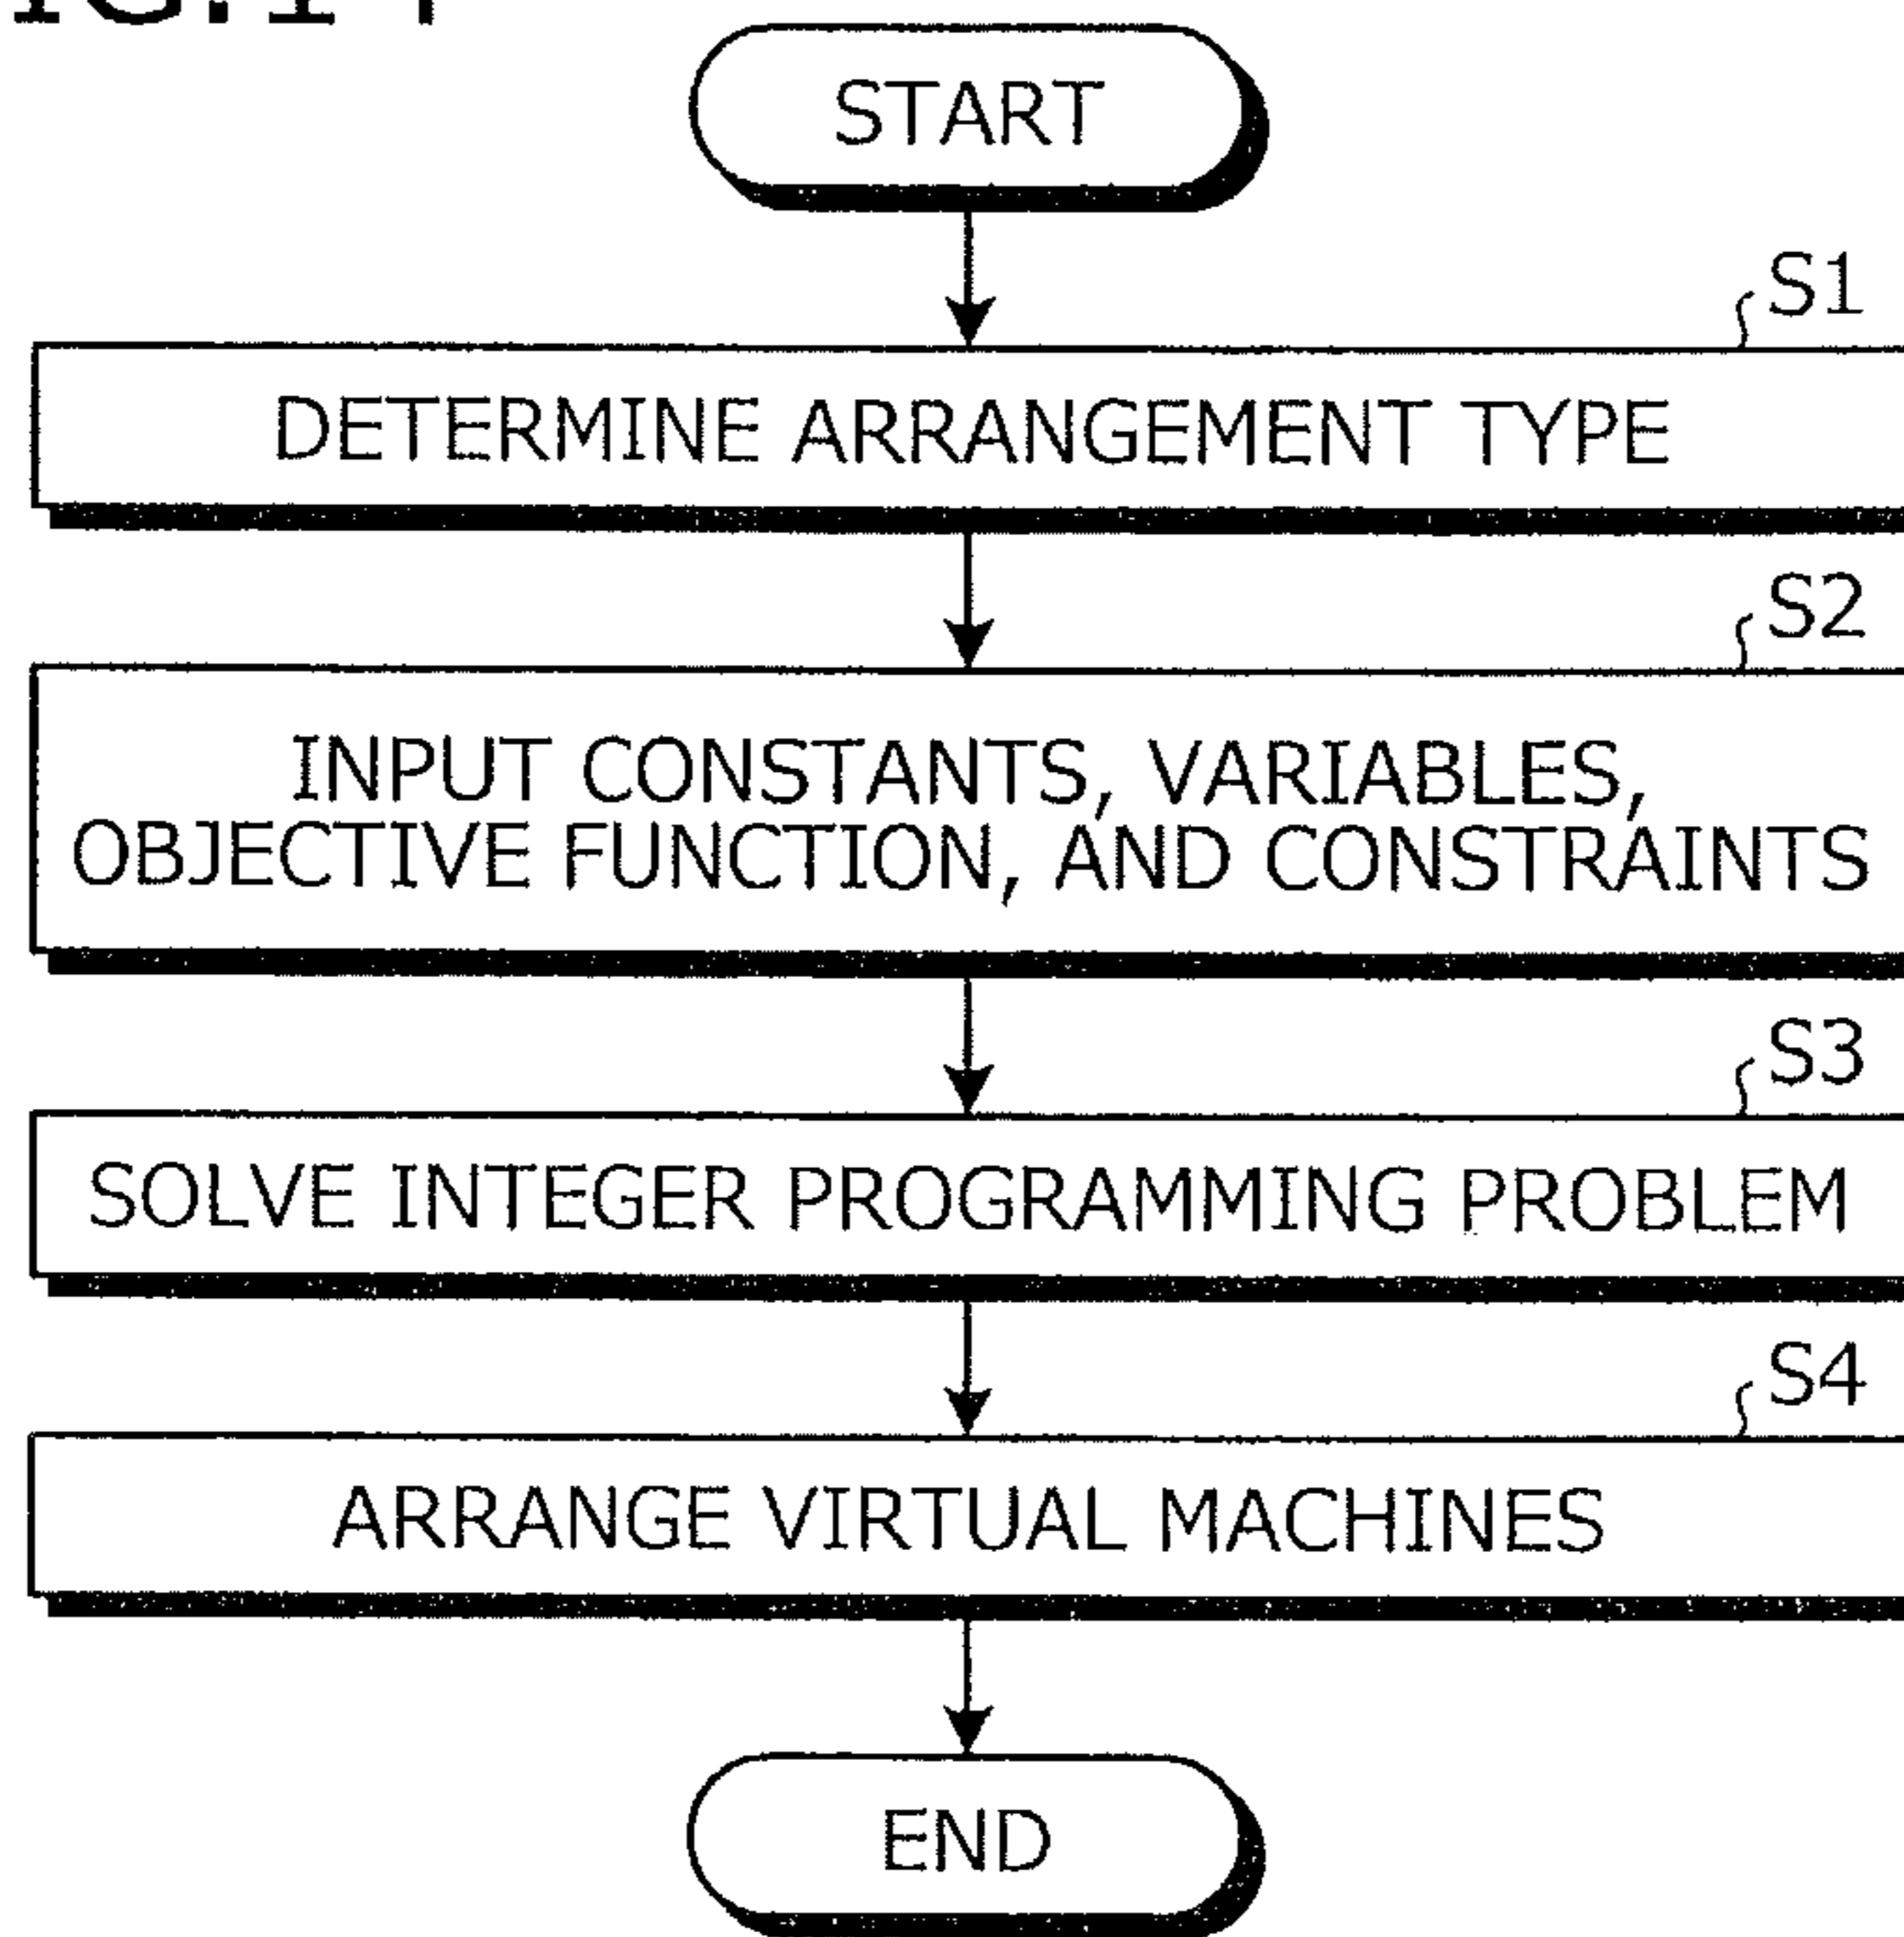 START
S1
DETERMINE ARRANGEMENT TYPE
S2
INPUT CONSTANTS, VARIABLES,
OBJECTIVE FUNCTION, AND CONSTRAINTS
S3
SOLVE INTEGER PROGRAMMING PROBLEM
S4
ARRANGE VIRTUAL MACHINES
END